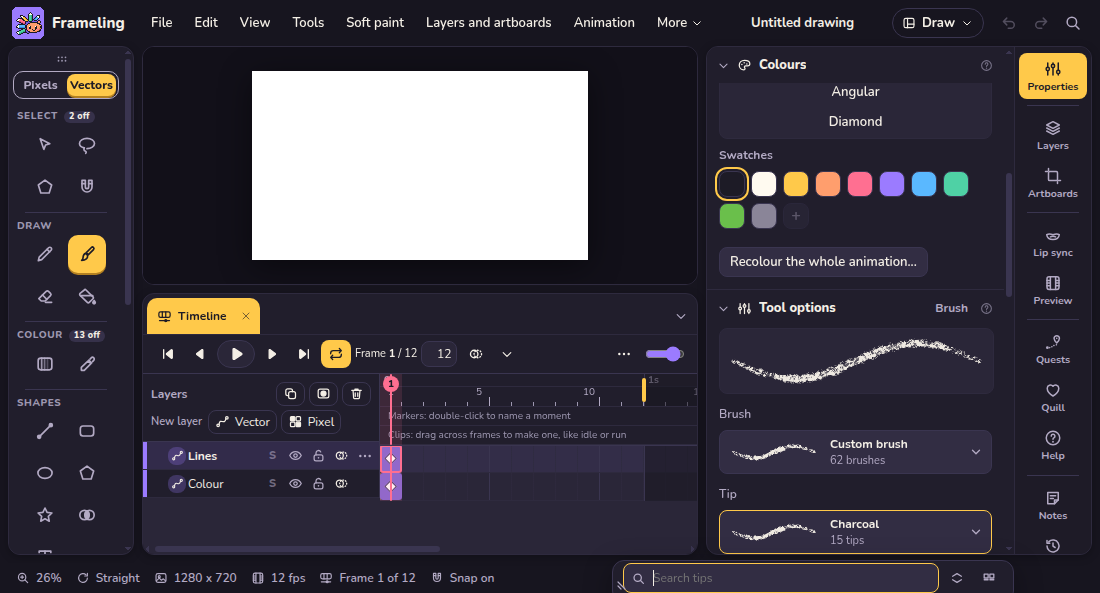 Frameling
File
Edit
View
Tools
Soft paint
Layers and artboards
Animation
More
Untitled drawing
Draw
Pixels
Vectors
SELECT
2 off
DRAW
COLOUR
13 off
SHAPES
Timeline
Frame 1 / 12
12
Layers
New layer
Vector
Pixel
1
5
10
1s
Markers: double-click to name a moment
Clips: drag across frames to make one, like idle or run
Lines
S
Colour
S
Colours
Angular
Diamond
Swatches
+
Recolour the whole animation...
Tool options
Brush
Brush
Custom brush
62 brushes
Tip
Charcoal
15 tips
Search tips
Properties
Layers
Artboards
Lip sync
Preview
Quests
Quill
Help
Notes
26%
Straight
1280 x 720
12 fps
Frame 1 of 12
Snap on